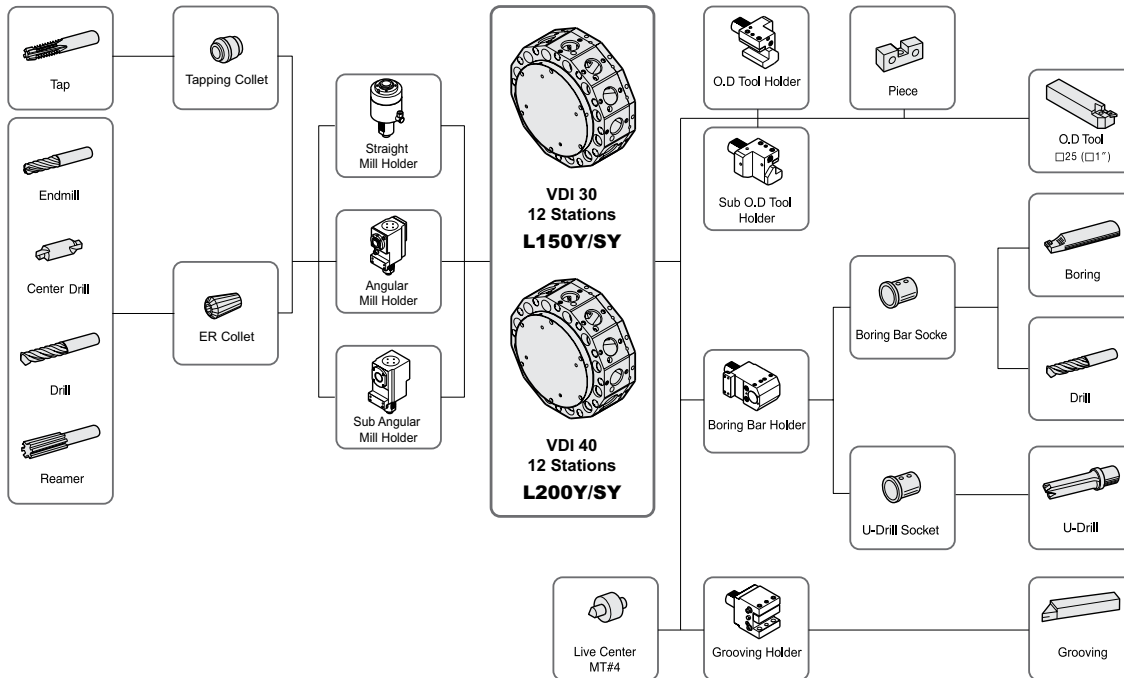 Tap
Tapping Collet
Endmill
Center Drill
Drill
Reamer
ER Collet
Straight
Mill Holder
Angular
Mill Holder
Sub Angular
Mill Holder
VDI 30
12 Stations
L150Y/SY
VDI 40
12 Stations
L200Y/SY
O.D Tool Holder
Sub O.D Tool
Holder
Piece
O.D Tool
□25 (□1")
Boring Bar Holder
Boring Bar Socke
Boring
Drill
U-Drill Socket
U-Drill
Live Center
MT#4
Grooving Holder
Grooving